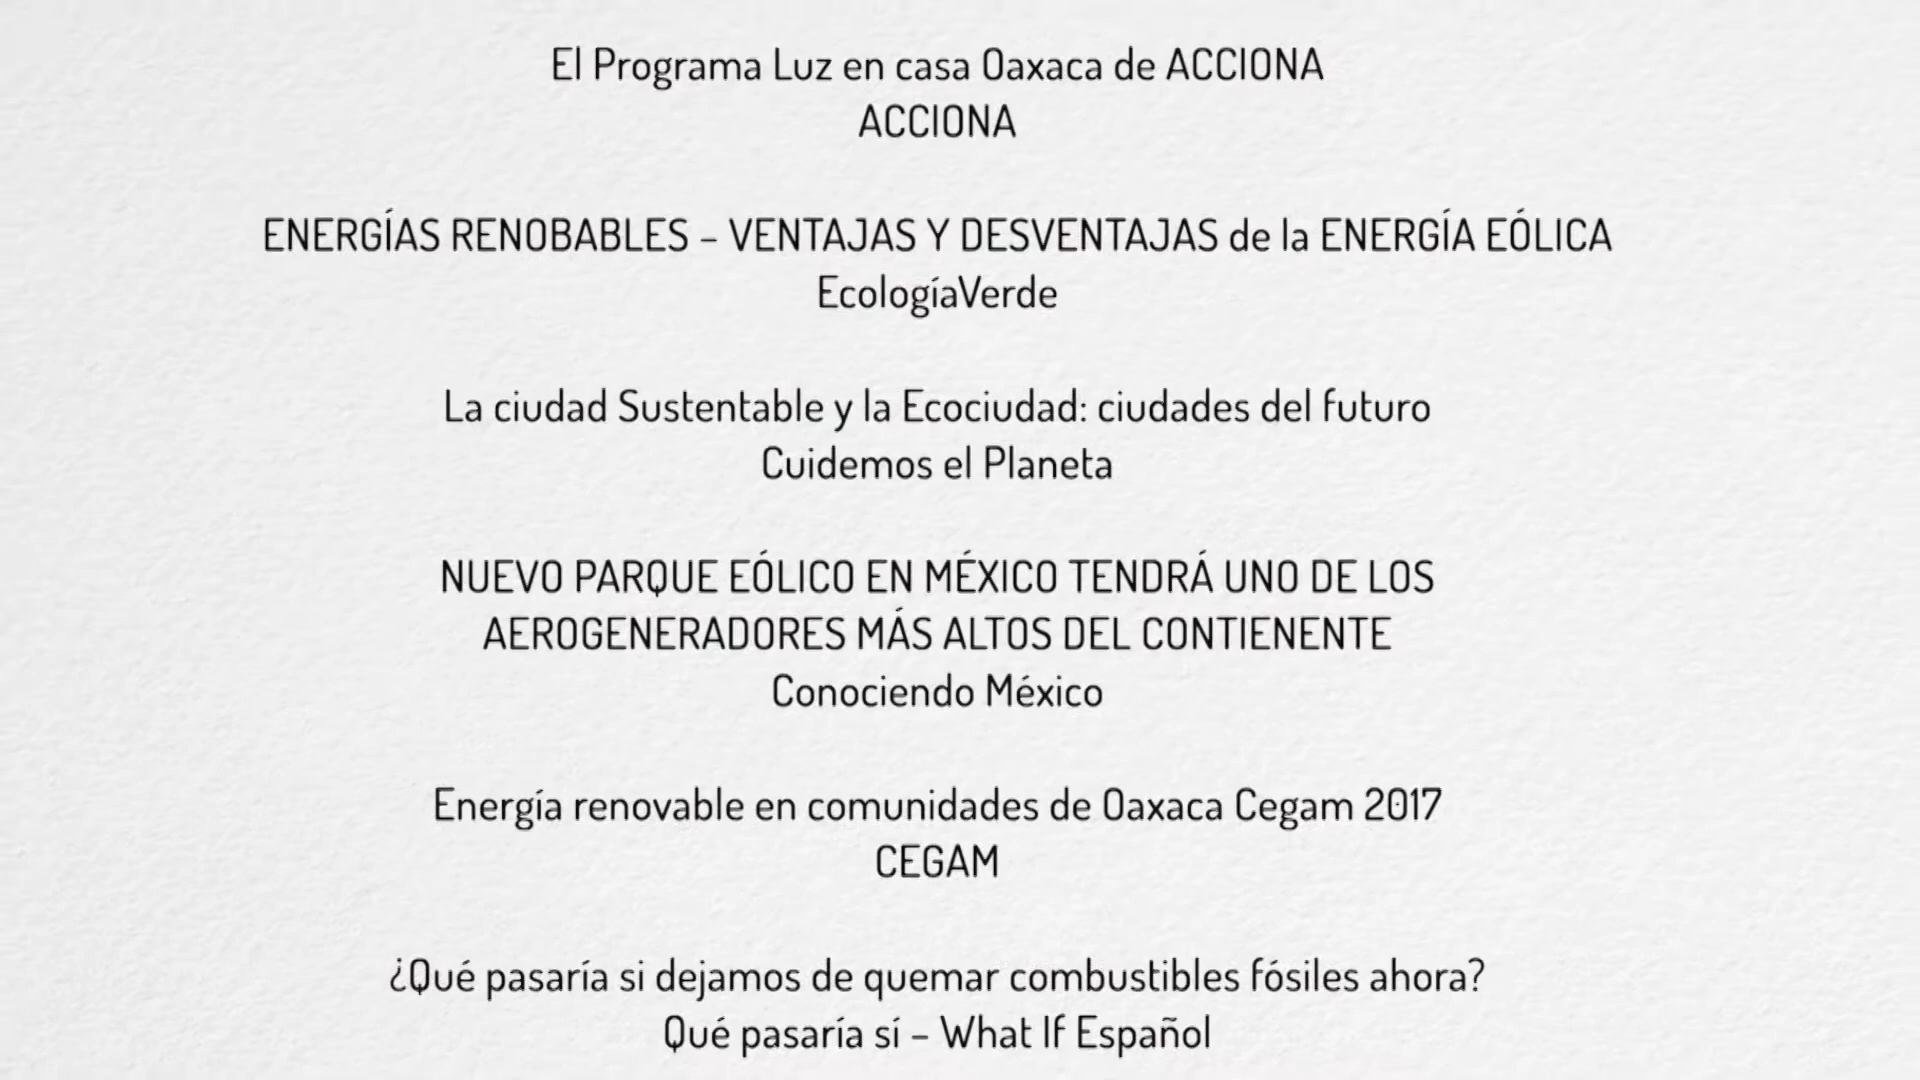 El Programa Luz en casa Oaxaca de ACCIONA
ACCIONA
ENERGÍAS RENOBABLES – VENTAJAS Y DESVENTAJAS de la ENERGÍA EÓLICA
EcologíaVerde
La ciudad Sustentable y la Ecociudad: ciudades del futuro
Cuidemos el Planeta
NUEVO PARQUE EÓLICO EN MÉXICO TENDRÁ UNO DE LOS
AEROGENERADORES MÁS ALTOS DEL CONTIENENTE
Conociendo México
Energía renovable en comunidades de Oaxaca Cegam 2017
CEGAM
¿Qué pasaría si dejamos de quemar combustibles fósiles ahora?
Qué pasaría sí – What If Español